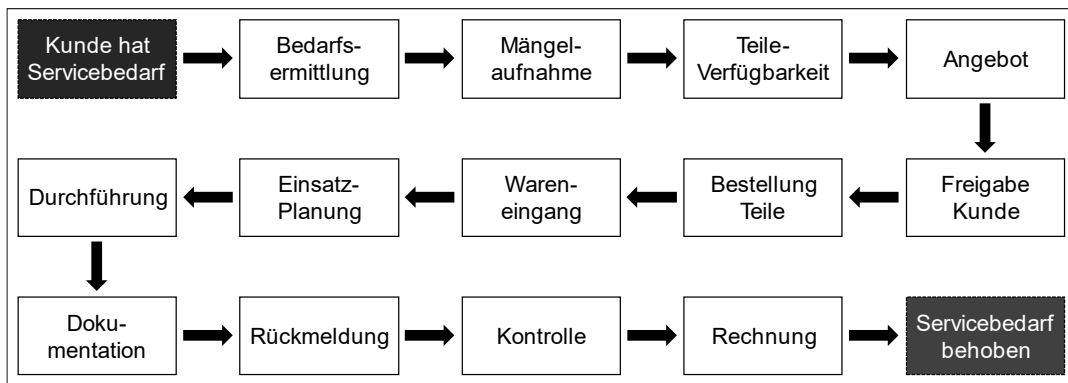 Kunde hat
Servicebedarf
Bedarfs-
ermittlung
Mängel-
aufnahme
Teile-
Verfügbarkeit
Angebot
Durchführung
Einsatz-
Planung
Waren-
eingang
Bestellung
Teile
Freigabe
Kunde
Doku-
mentation
Rückmeldung
Kontrolle
Rechnung
Servicebedarf
behoben